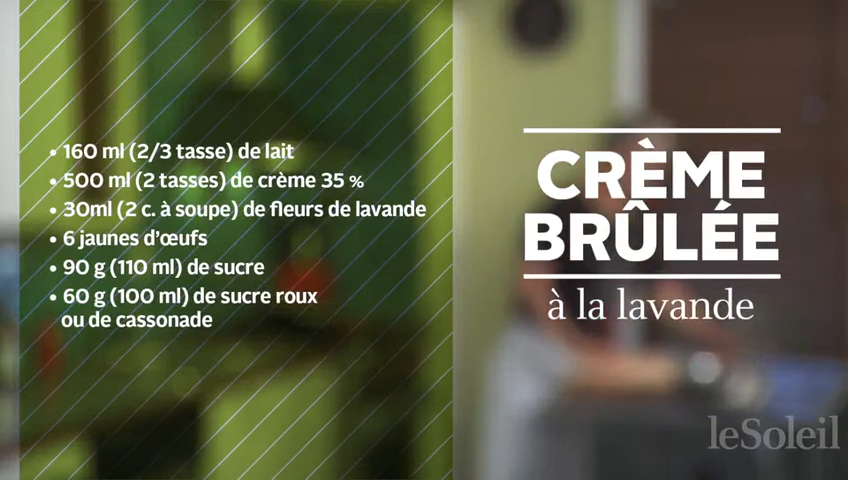 • 160 ml (2/3 tasse) de lait
• 500 ml (2 tasses) de crème 35 %
• 30ml (2 c. à soupe) de fleurs de lavande
• 6 jaunes d'œufs
• 90 g (110 ml) de sucre
• 60 g (100 ml) de sucre roux
ou de cassonade
CRÈME
BRÛLÉE
à la lavande
leSoleil